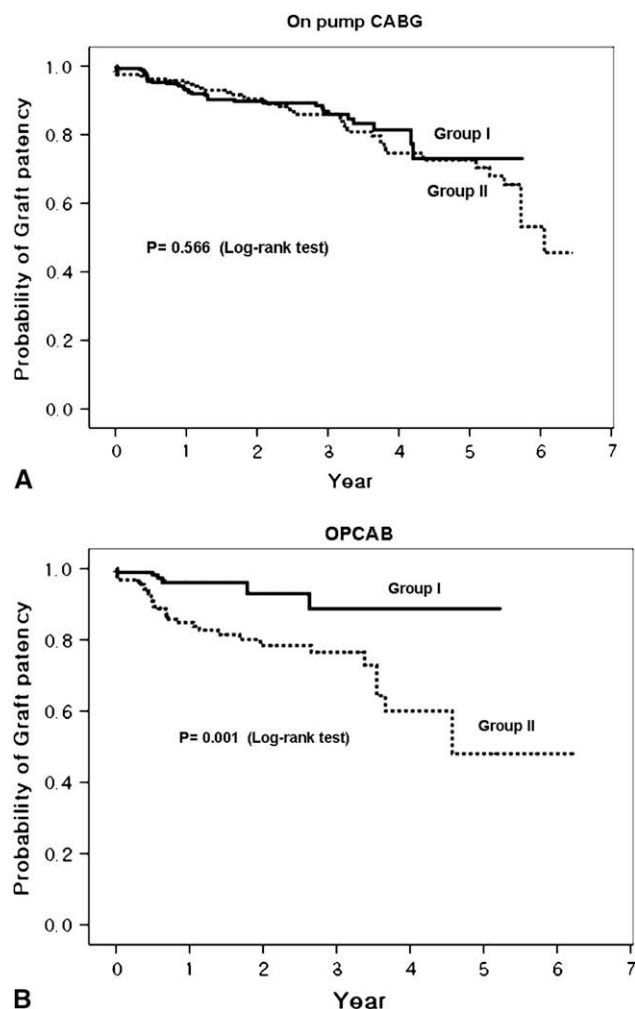 On pump CABG
Probability of Graft patency
1.0
0.8
0.6
0.4
0.2
0.0
Group I
Group II
P= 0.566 (Log-rank test)
0 1 2 3 4 5 6 7
Year
A
OPCAB
Probability of Graft patency
1.0
0.8
0.6
0.4
0.2
0.0
Group I
Group II
P= 0.001 (Log-rank test)
0 1 2 3 4 5 6 7
Year
B